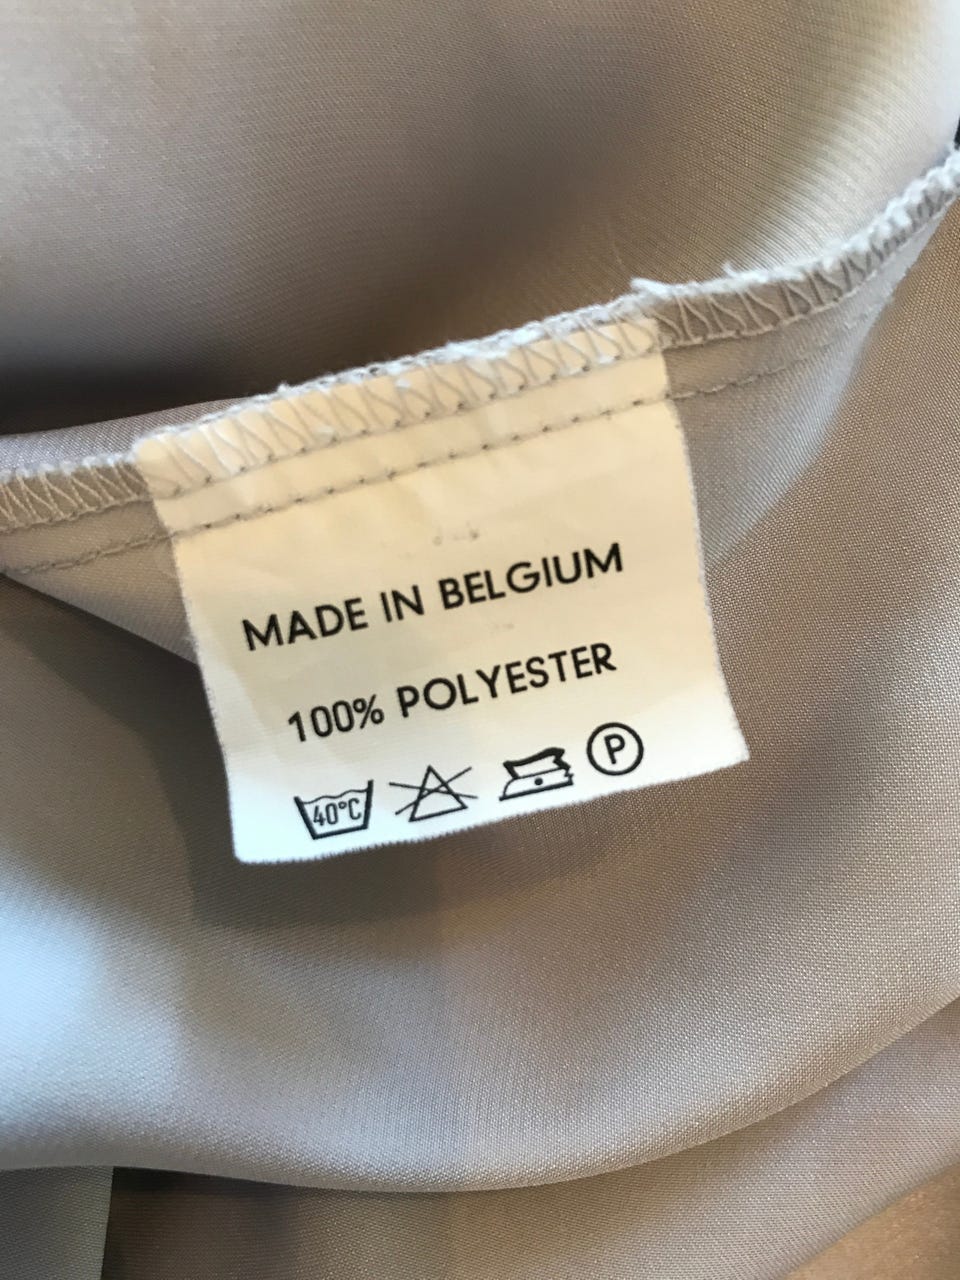 MADE IN BELGIUM
100% POLYESTER
40°C P